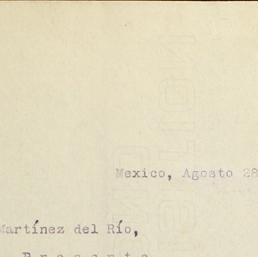 Mexico, Agosto 28
Martínez del Río,
P r e s e n t e